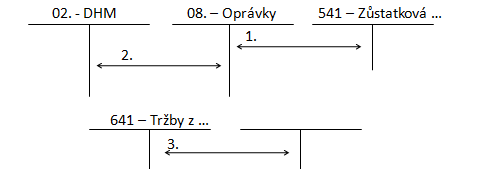 02. - DHM 08. – Oprávky 541 – Zůstatková ...
1.
2.
641 – Tržby z ...
3.